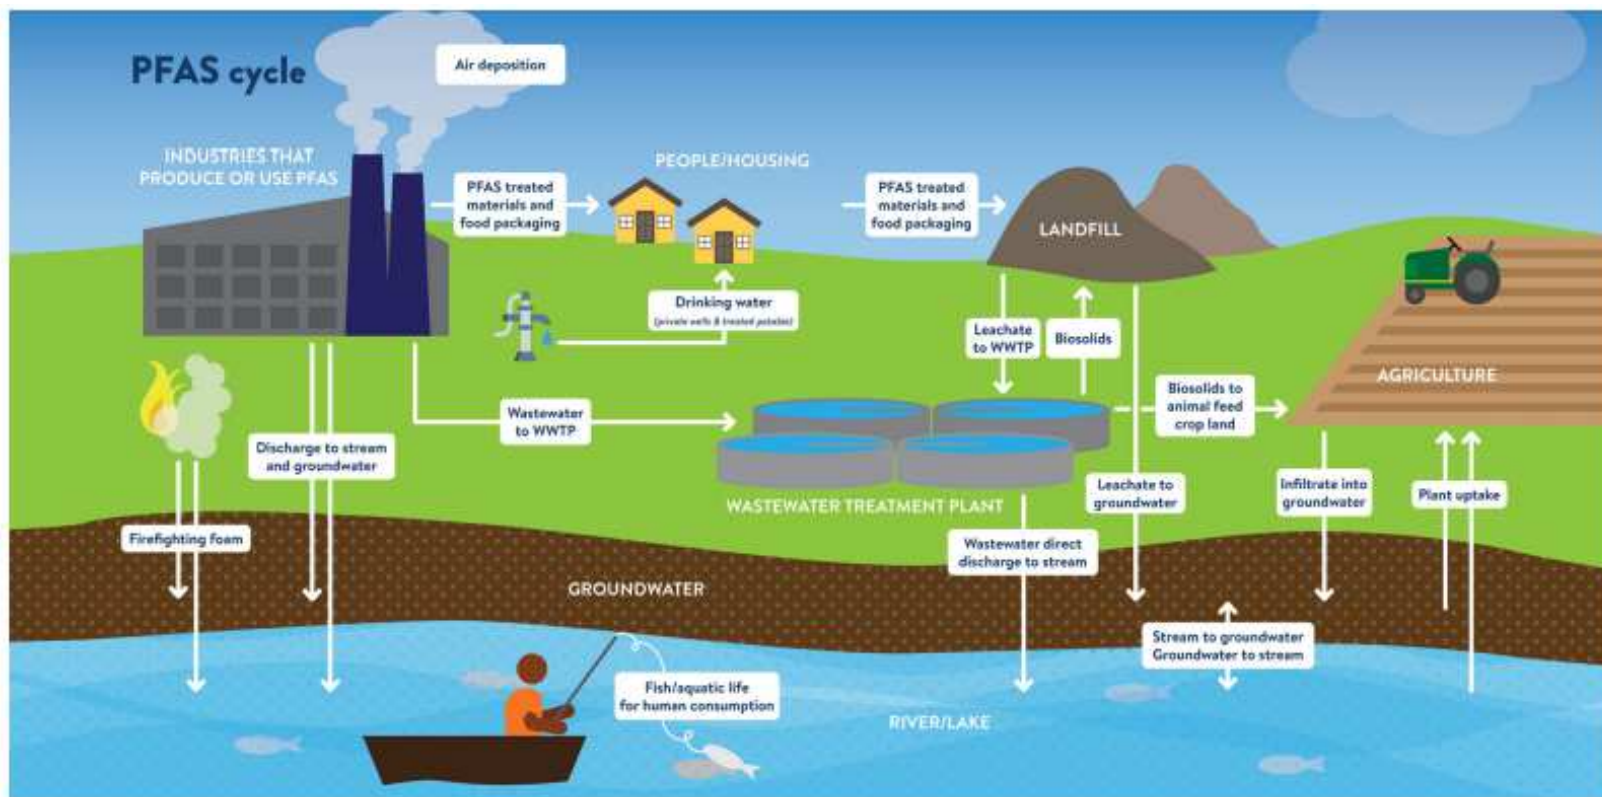 PFAS cycle
Air deposition
INDUSTRIES THAT
PRODUCE OR USE PFAS
PEOPLE/HOUSING
PFAS treated
materials and
food packaging
PFAS treated
materials and
food packaging
LANDFILL
Drinking water
(private wells & treated potable)
Leachate
to WWTP
Biosolids
AGRICULTURE
Biosolids to
animal feed
crop land
Wastewater
to WWTP
Discharge to stream
and groundwater
WASTEWATER TREATMENT PLANT
Leachate to
groundwater
Infiltrate into
groundwater
Plant uptake
Firefighting foam
Wastewater direct
discharge to stream
GROUNDWATER
Stream to groundwater
Groundwater to stream
Fish/aquatic life
for human consumption
RIVER/LAKE